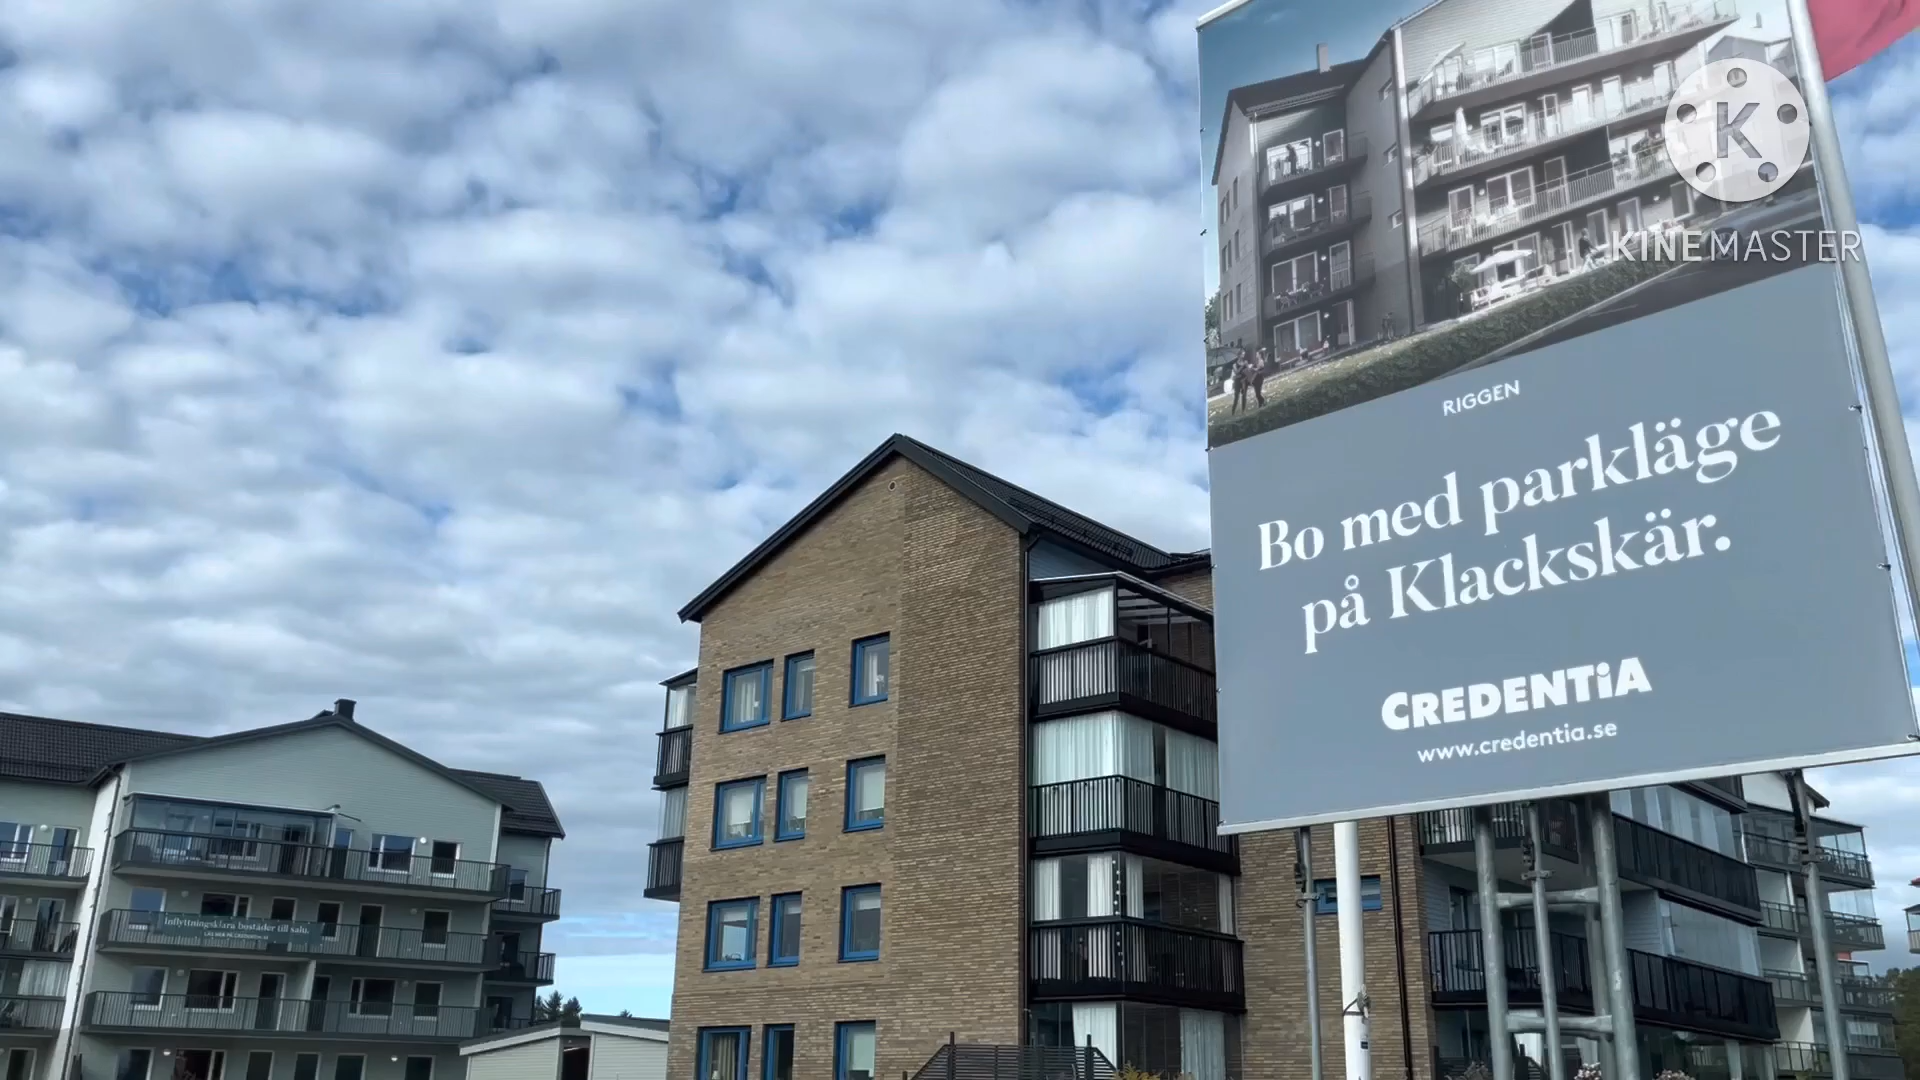 K
KINEMASTER
RIGGEN
Bo med parkläge
på Klackskär.
CREDENTiA
www.credentia.se
Inflyttningsklara bostäder till salu.